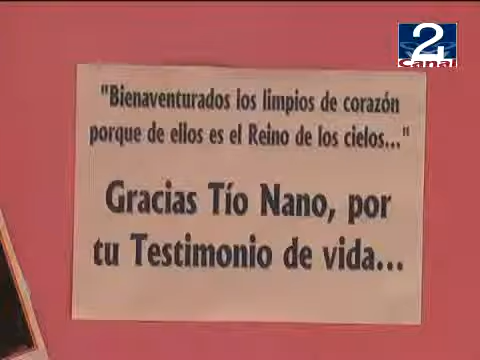 2
Canal
"Bienaventurados los limpios de corazón
porque de ellos es el Reino de los cielos..."
Gracias Tío Nano, por
tu Testimonio de vida...